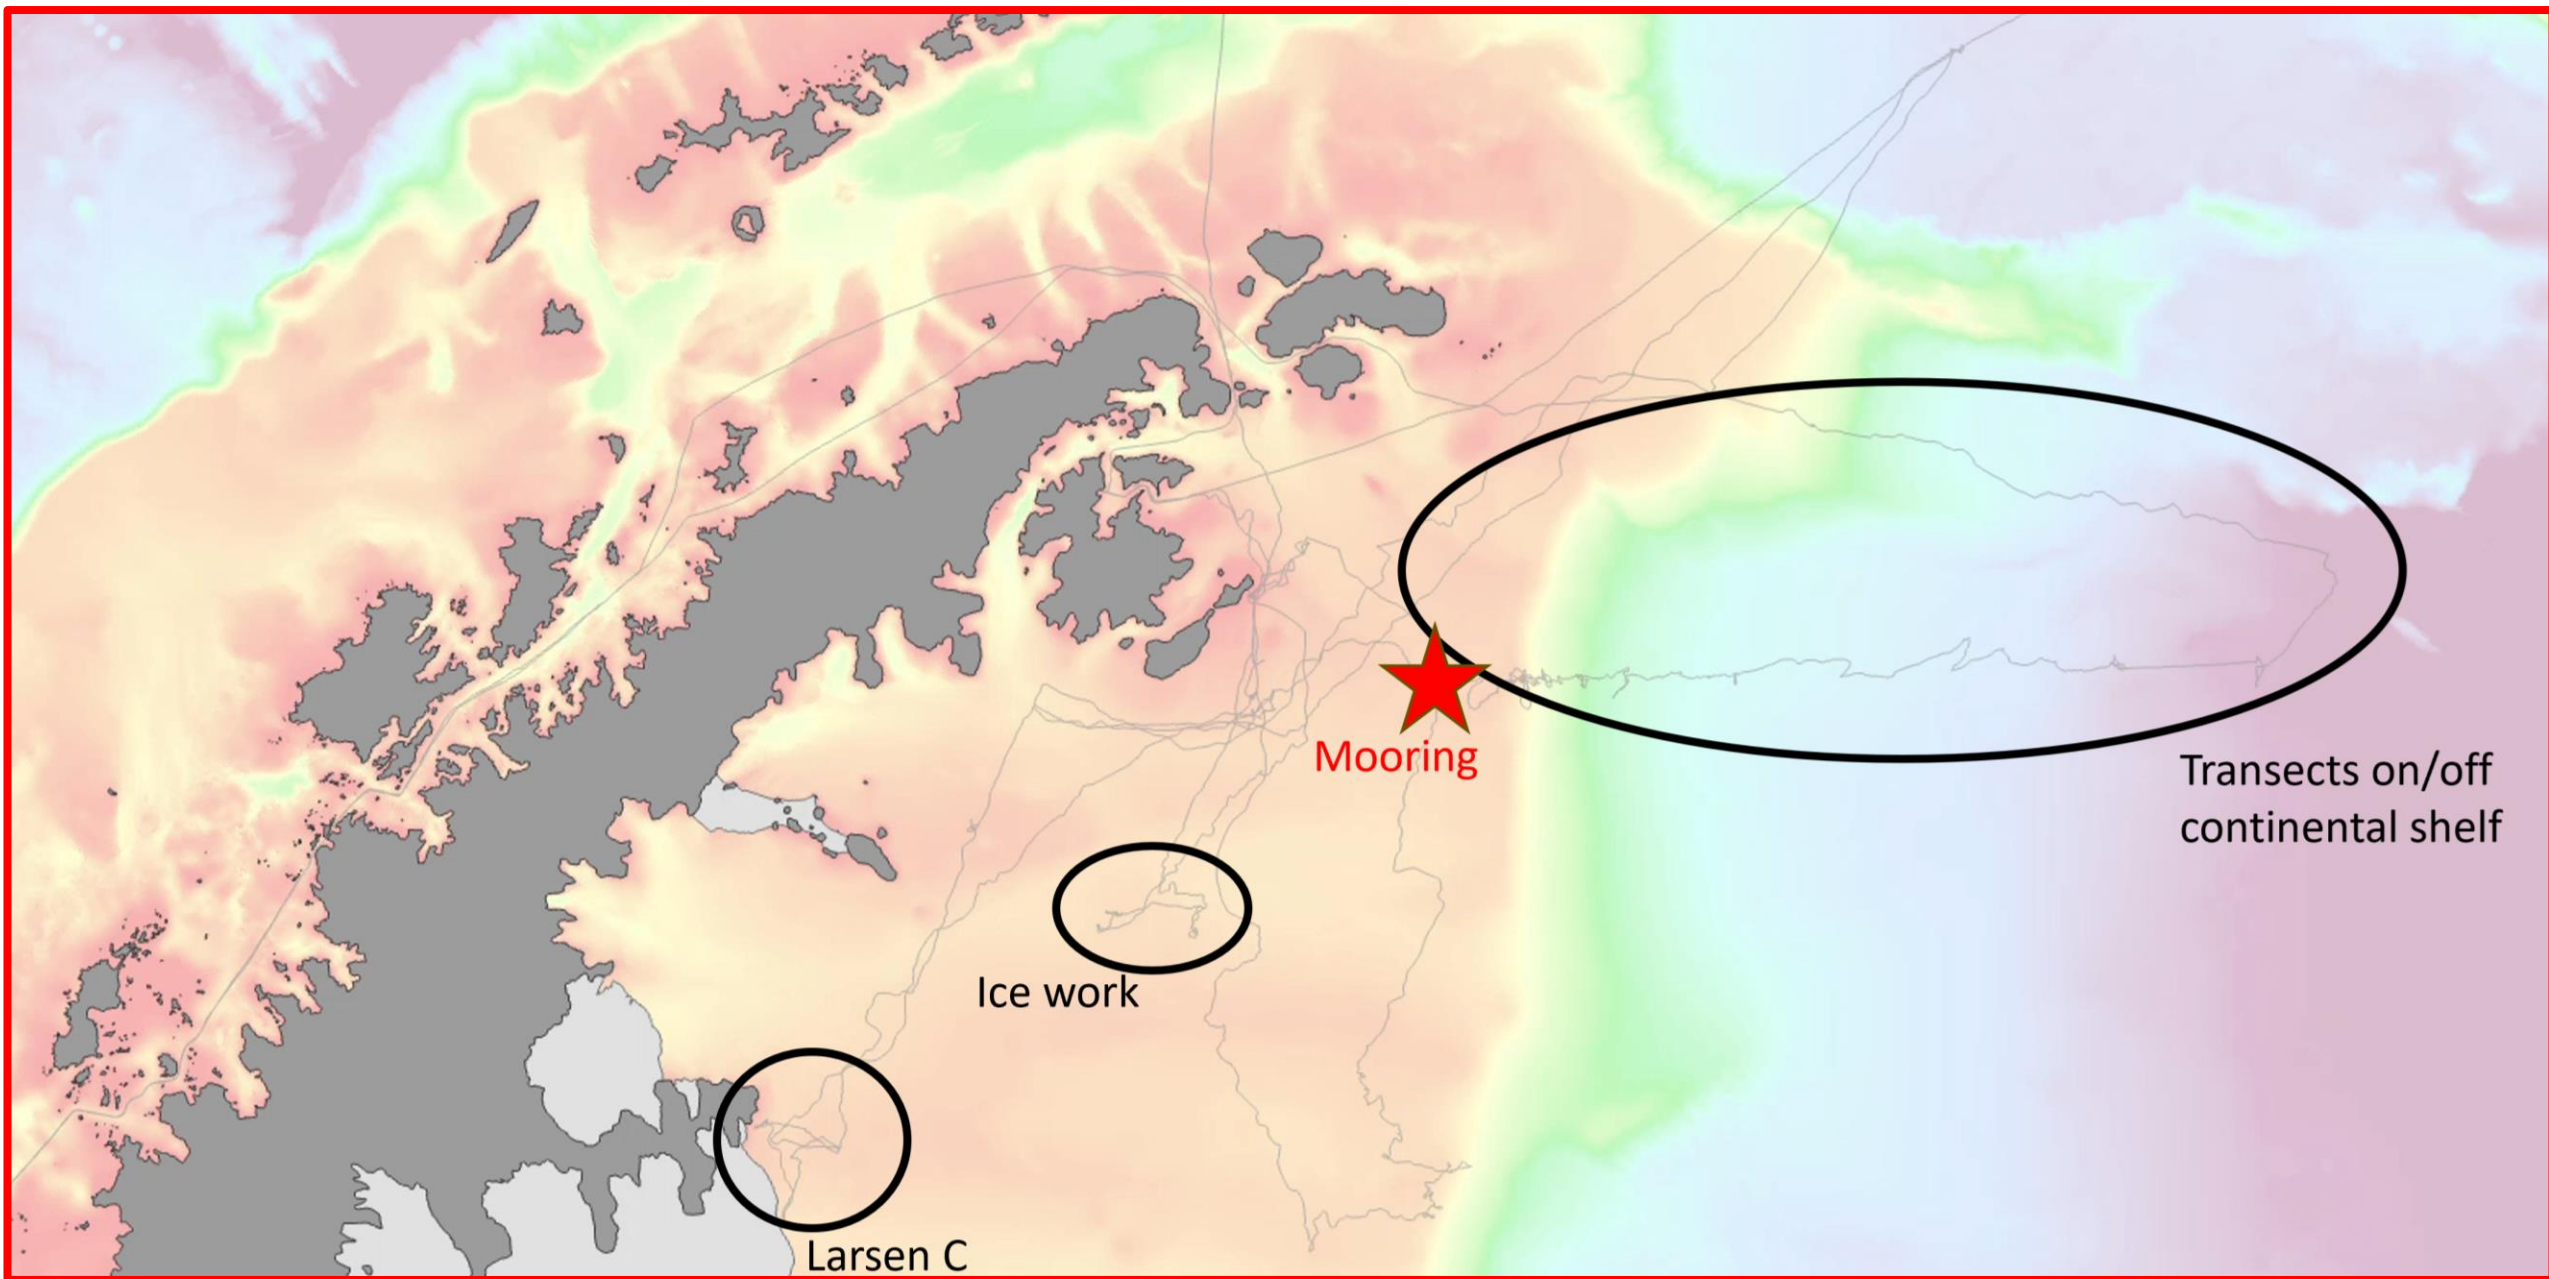 Mooring
Transects on/off
continental shelf
Ice work
Larsen C